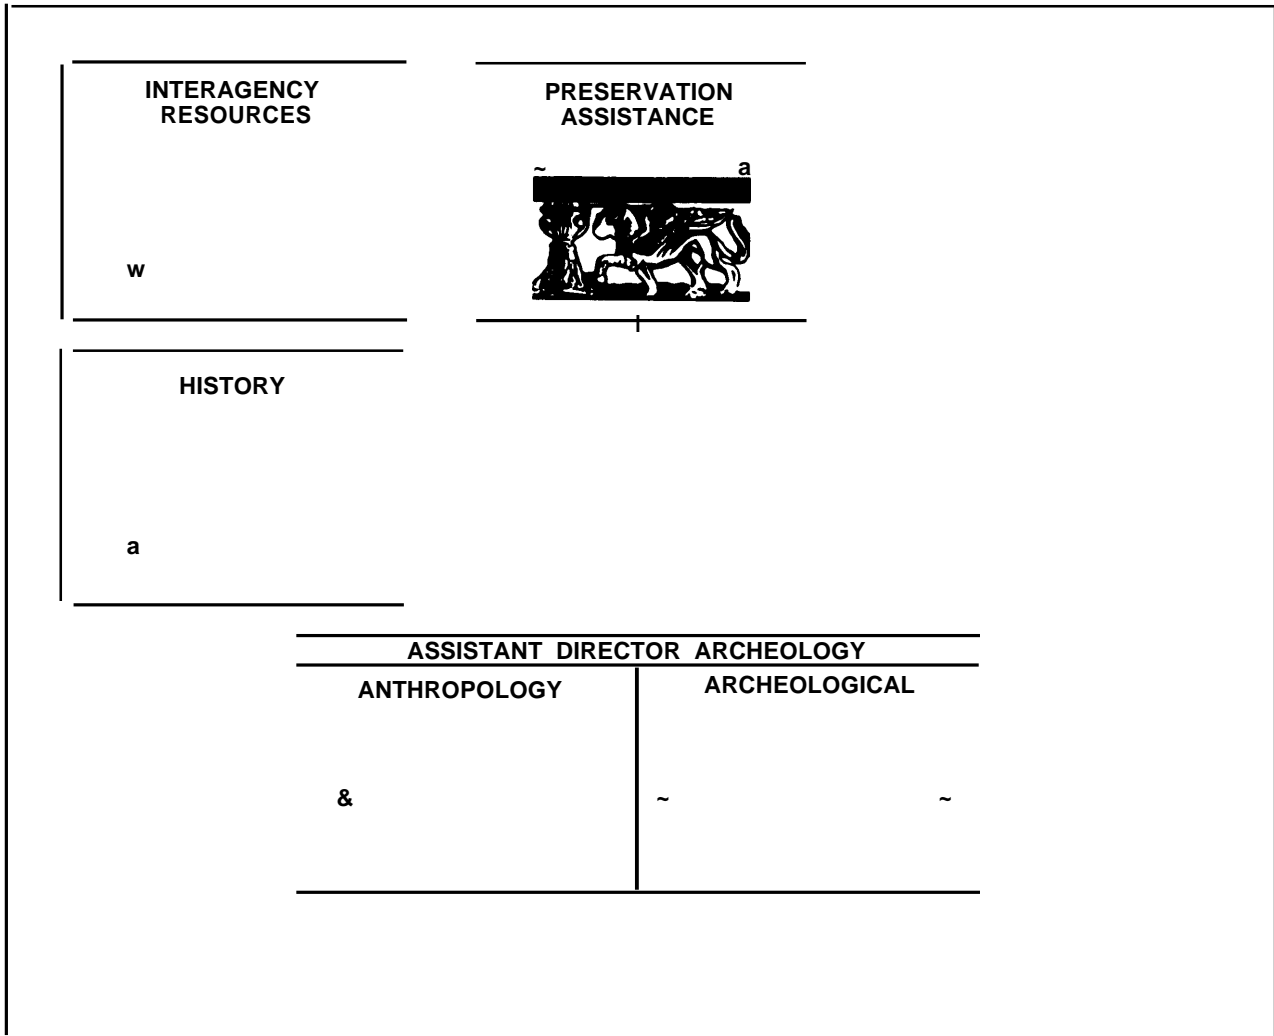 INTERAGENCY
RESOURCES
w
PRESERVATION
ASSISTANCE
~ a
HISTORY
a
ASSISTANT DIRECTOR ARCHEOLOGY
ANTHROPOLOGY
&
ARCHEOLOGICAL
~ ~